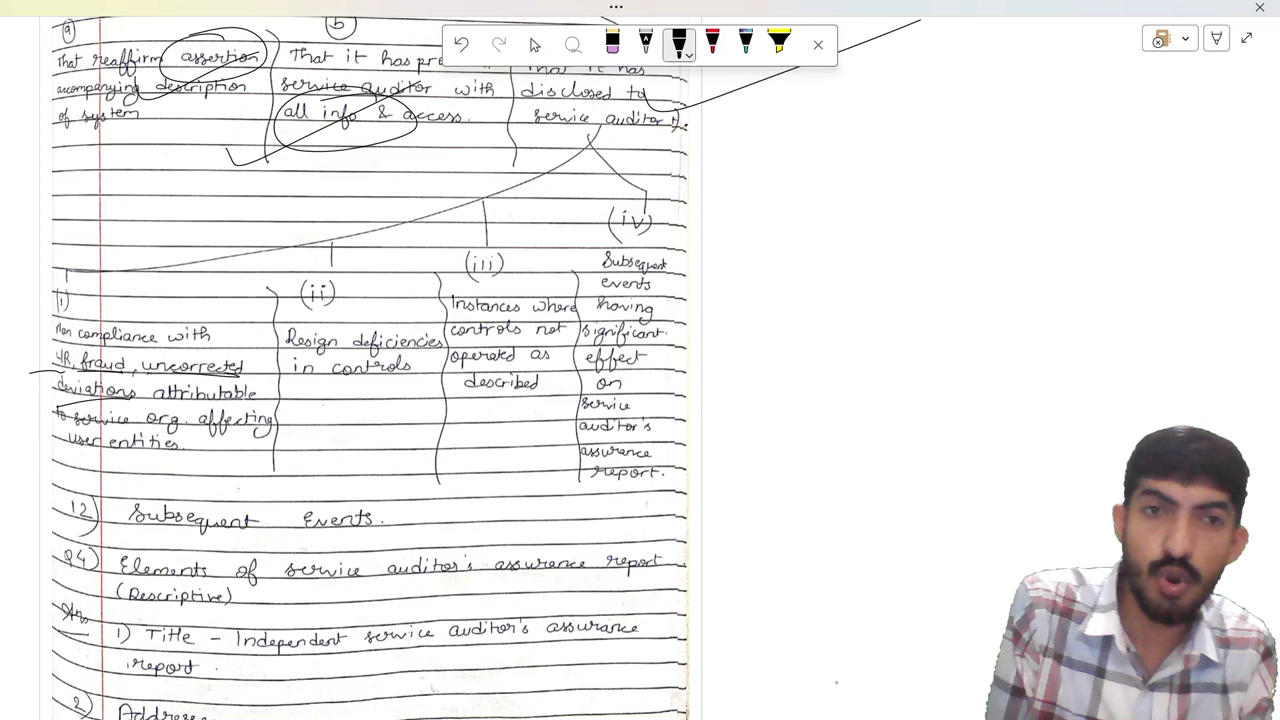 a
b
that reaffirm assertion
accompanying description
of system
That it has
service auditor with
all info & access.
that it has
disclosed to
service auditor :
(i)
Non compliance with
L/R, fraud, uncorrected
deviations attributable
to service org. affecting
user entities.
(ii)
Design deficiencies
in controls
(iii)
Instances where
controls not
operated as
described
(iv)
Subsequent
events
having
significant
effect
on
service
auditor's
assurance
report.
12) Subsequent Events.
Q4) Elements of service auditor's assurance report
(Descriptive)
Ans
1) Title - Independent service auditor's assurance
report.
2)